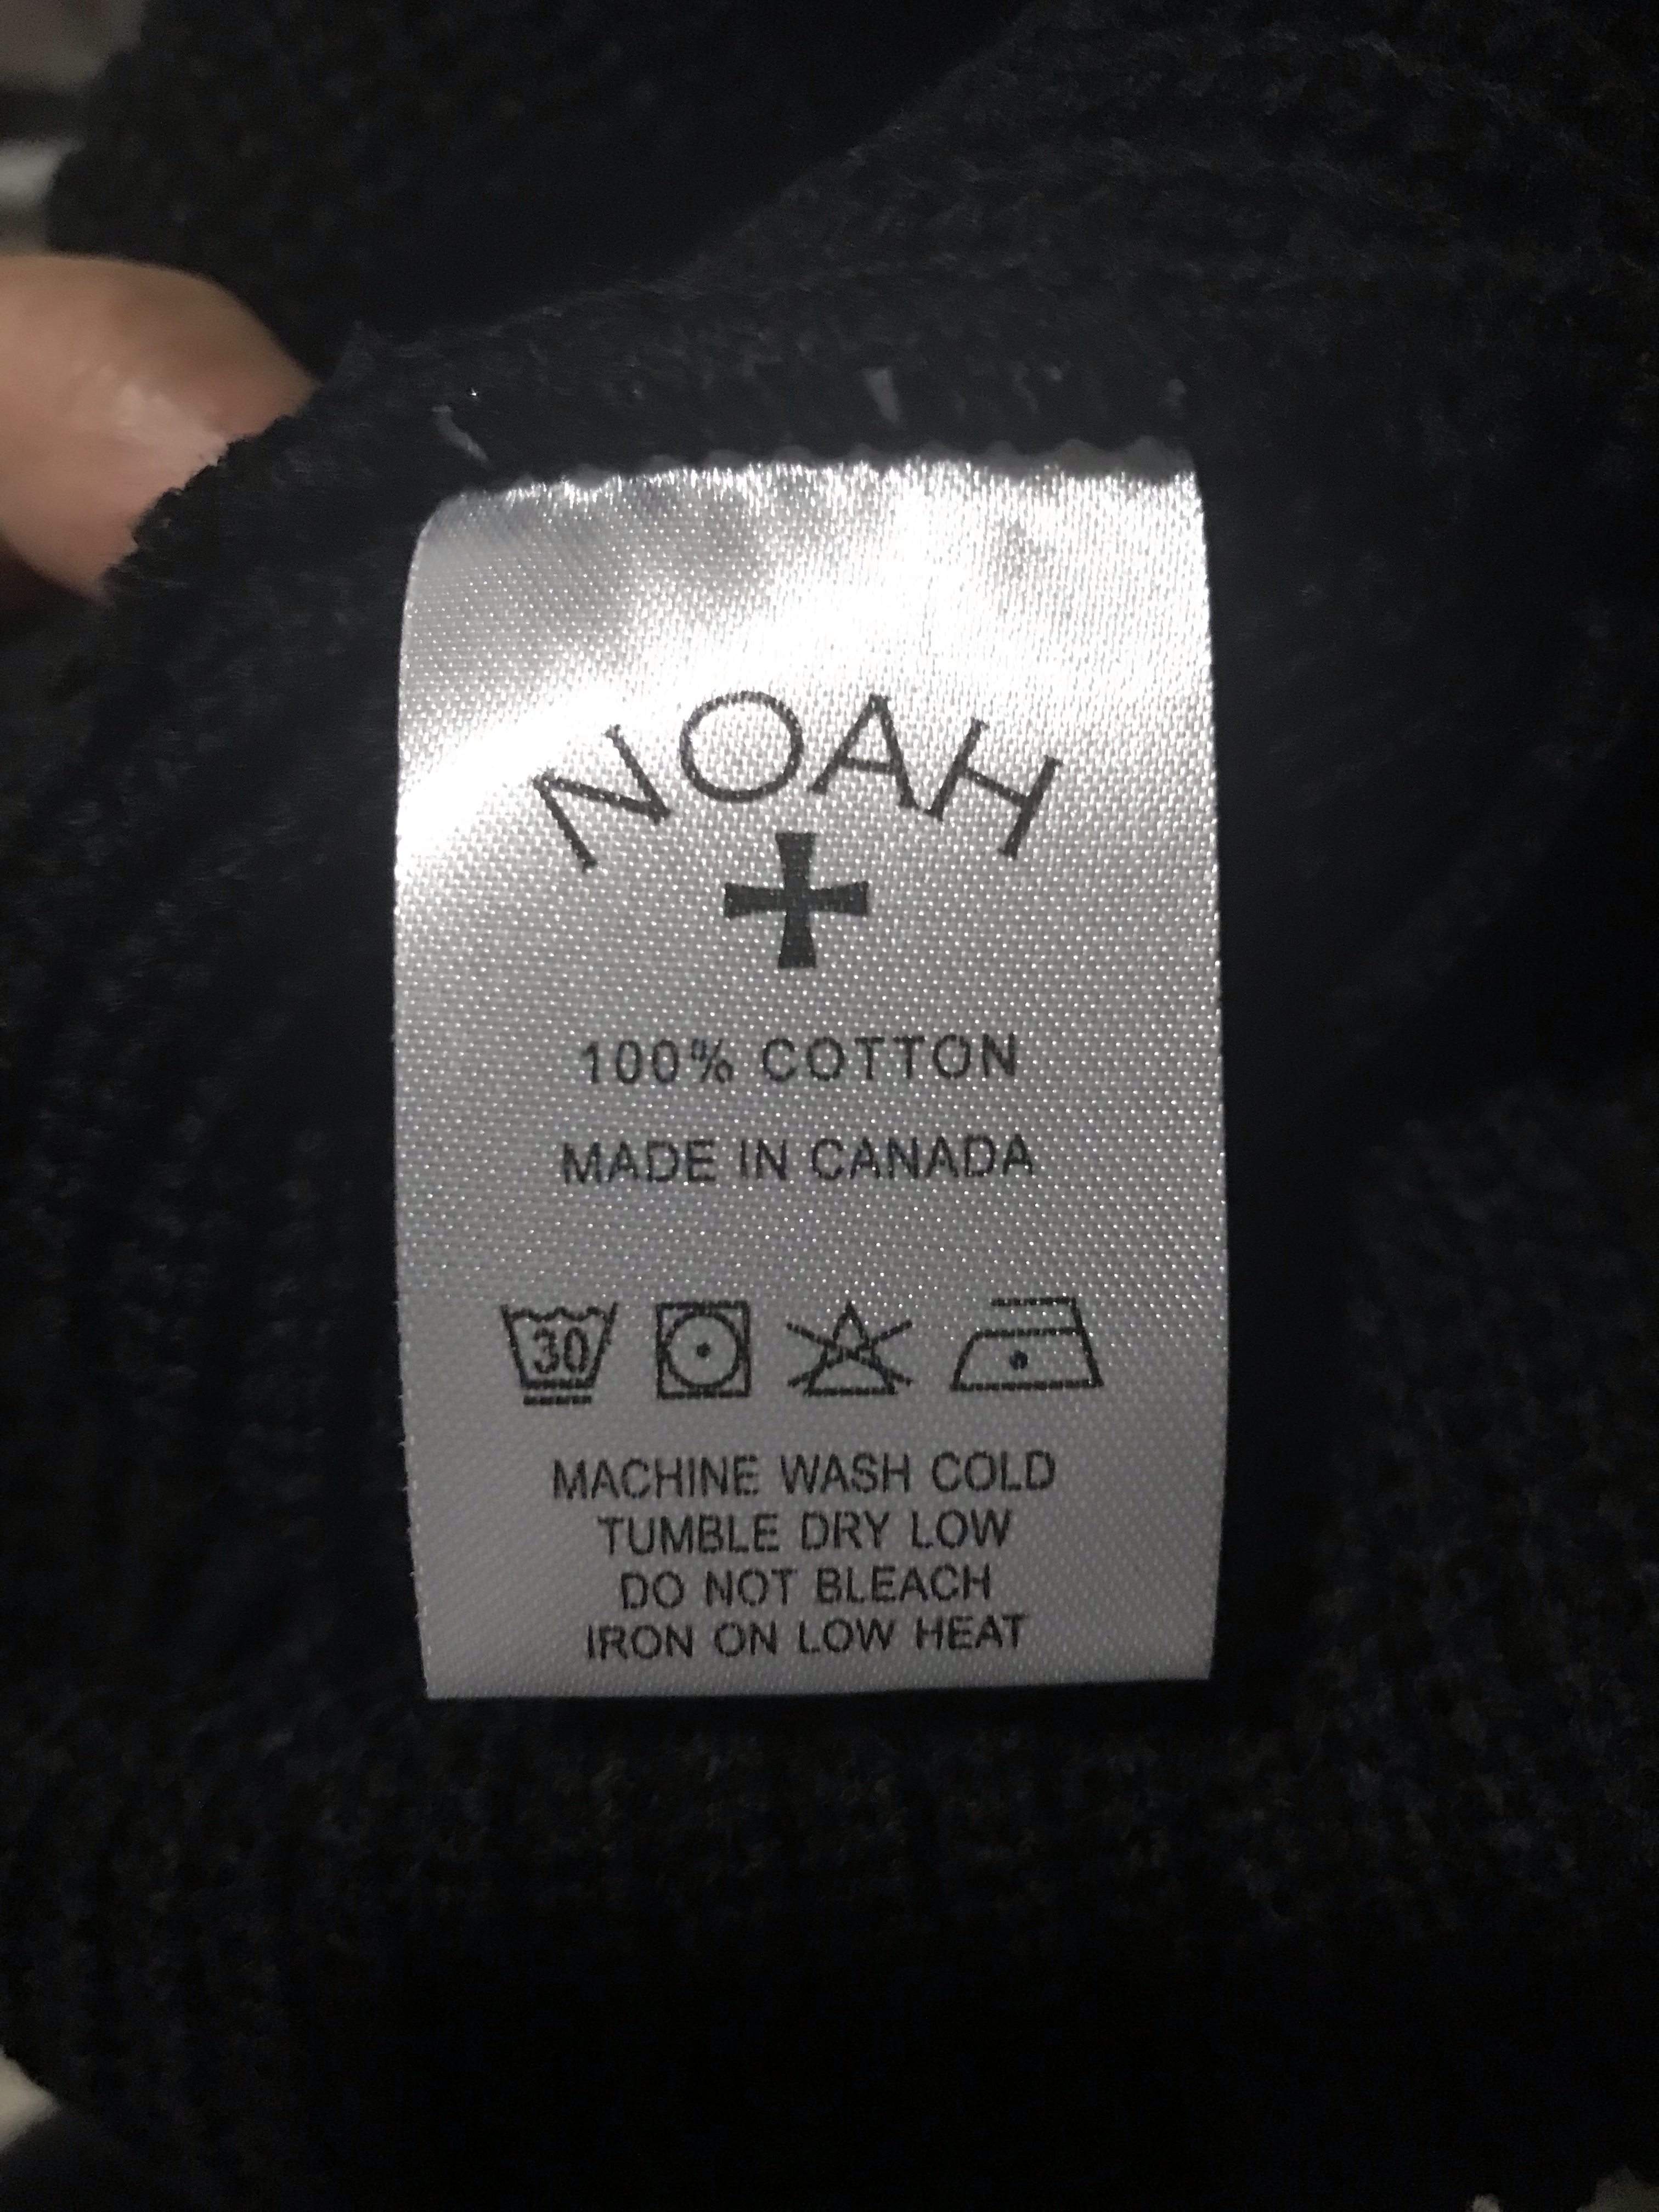 NOAH
100% COTTON
MADE IN CANADA
30
MACHINE WASH COLD
TUMBLE DRY LOW
DO NOT BLEACH
IRON ON LOW HEAT